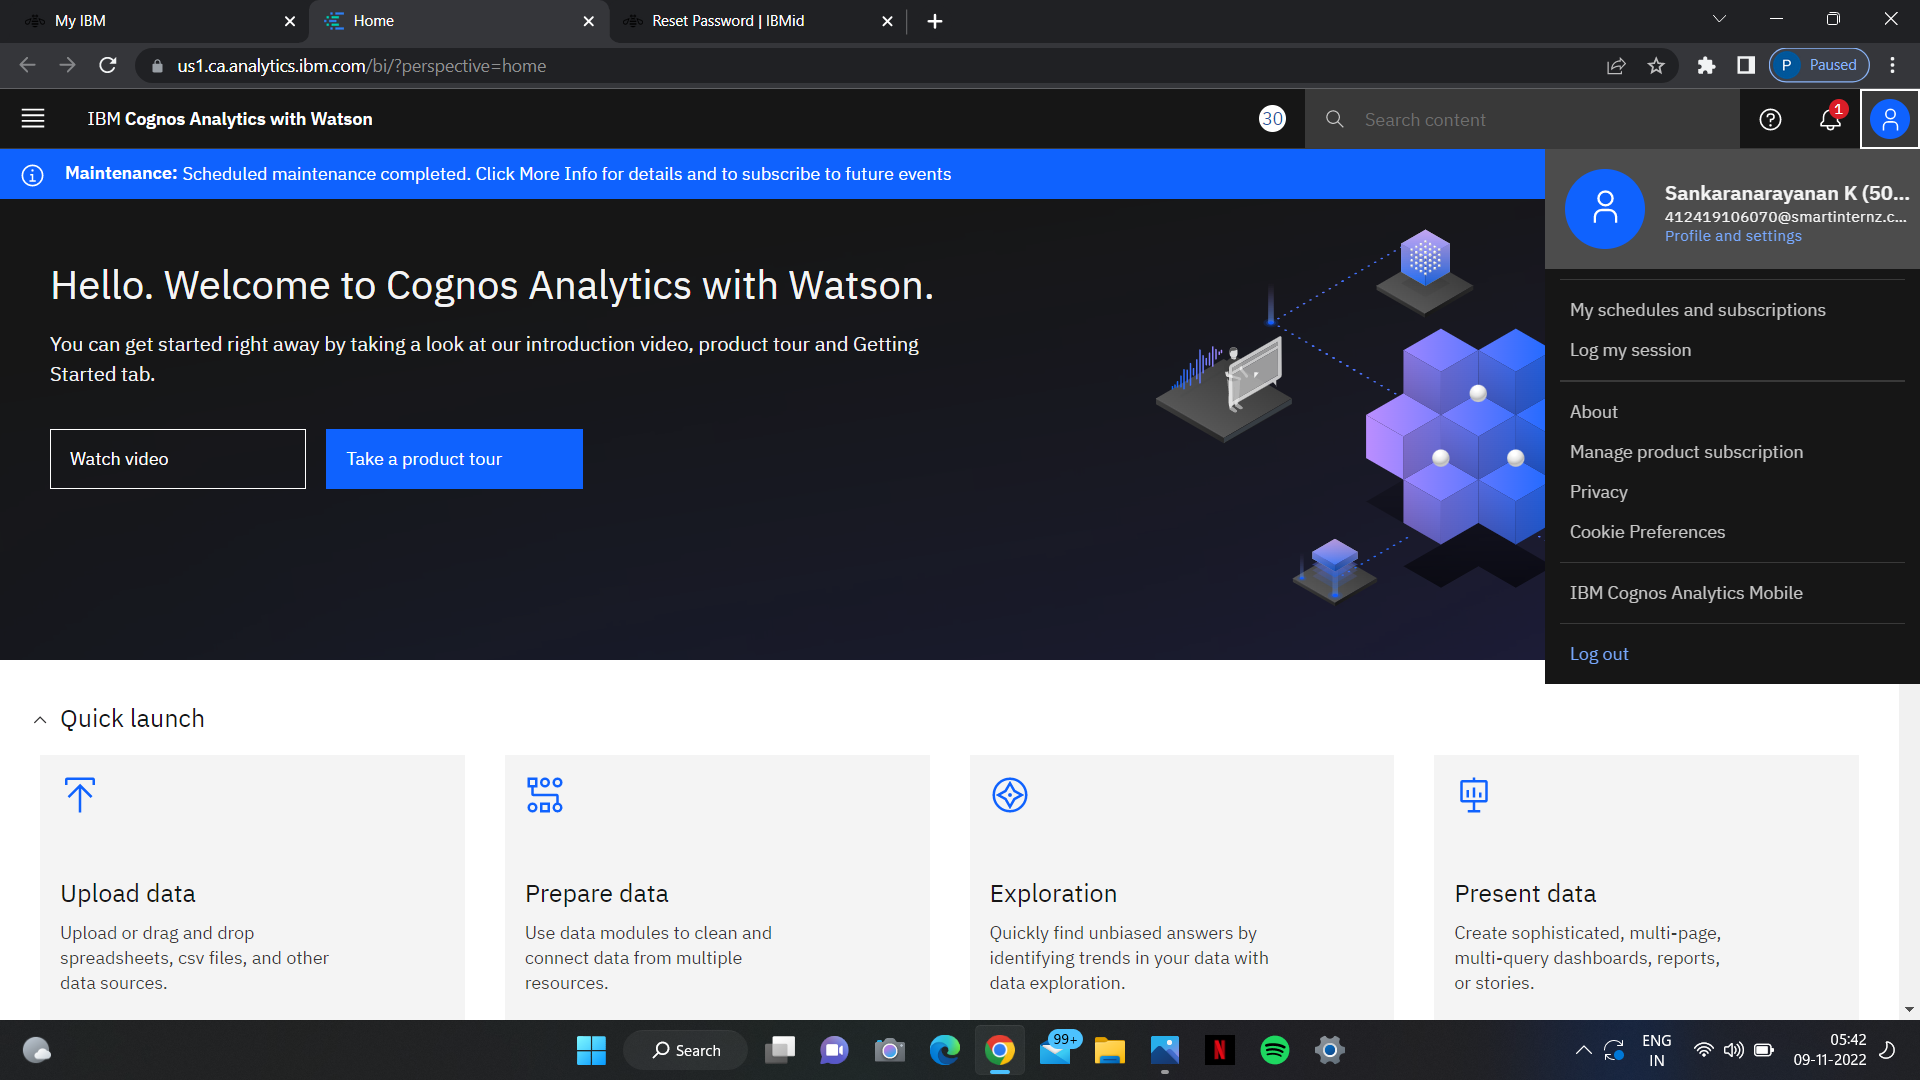 My IBM
Home
Reset Password | IBMid
us1.ca.analytics.ibm.com/bi/?perspective=home
P Paused
IBM Cognos Analytics with Watson
30
Search content
1
Maintenance: Scheduled maintenance completed. Click More Info for details and to subscribe to future events
Sankaranarayanan K (50...
412419106070@smartinternz.c...
Profile and settings
My schedules and subscriptions
Log my session
About
Manage product subscription
Privacy
Cookie Preferences
IBM Cognos Analytics Mobile
Log out
Hello. Welcome to Cognos Analytics with Watson.
You can get started right away by taking a look at our introduction video, product tour and Getting
Started tab.
Watch video
Take a product tour
Quick launch
Upload data
Upload or drag and drop
spreadsheets, csv files, and other
data sources.
Prepare data
Use data modules to clean and
connect data from multiple
resources.
Exploration
Quickly find unbiased answers by
identifying trends in your data with
data exploration.
Present data
Create sophisticated, multi-page,
multi-query dashboards, reports,
or stories.
Search
99+
N
ENG
IN
05:42
09-11-2022